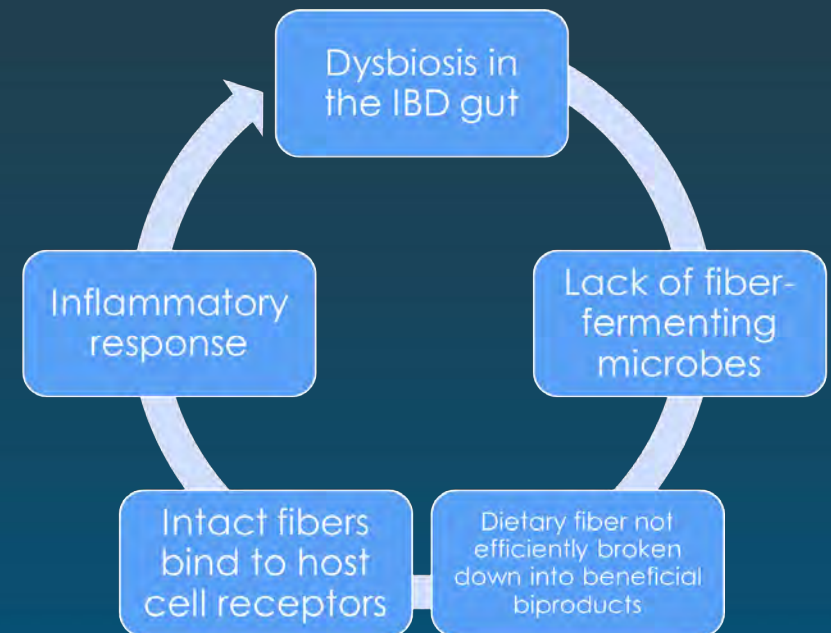 Dysbiosis in
the IBD gut
Lack of fiber-
fermenting
microbes
Dietary fiber not
efficiently broken
down into beneficial
biproducts
Intact fibers
bind to host
cell receptors
Inflammatory
response